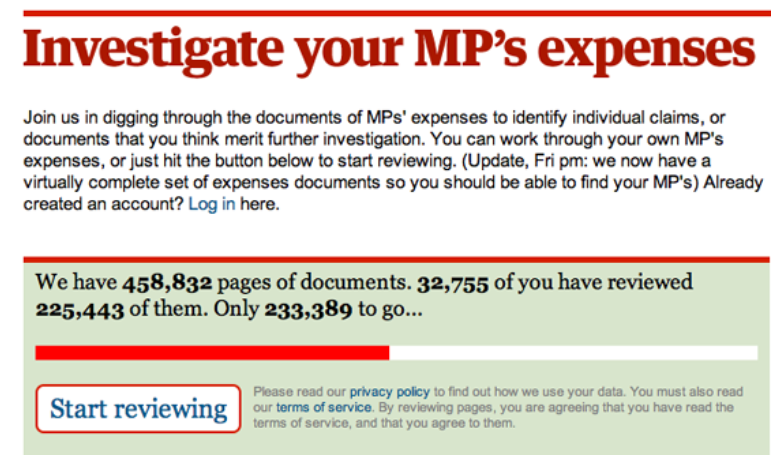 Investigate your MP's expenses
Join us in digging through the documents of MPs' expenses to identify individual claims, or
documents that you think merit further investigation. You can work through your own MP's
expenses, or just hit the button below to start reviewing. (Update, Fri pm: we now have a
virtually complete set of expenses documents so you should be able to find your MP's) Already
created an account? Log in here.
We have 458,832 pages of documents. 32,755 of you have reviewed
225,443 of them. Only 233,389 to go...
Start reviewing
Please read our privacy policy to find out how we use your data. You must also read
our terms of service. By reviewing pages, you are agreeing that you have read the
terms of service, and that you agree to them.